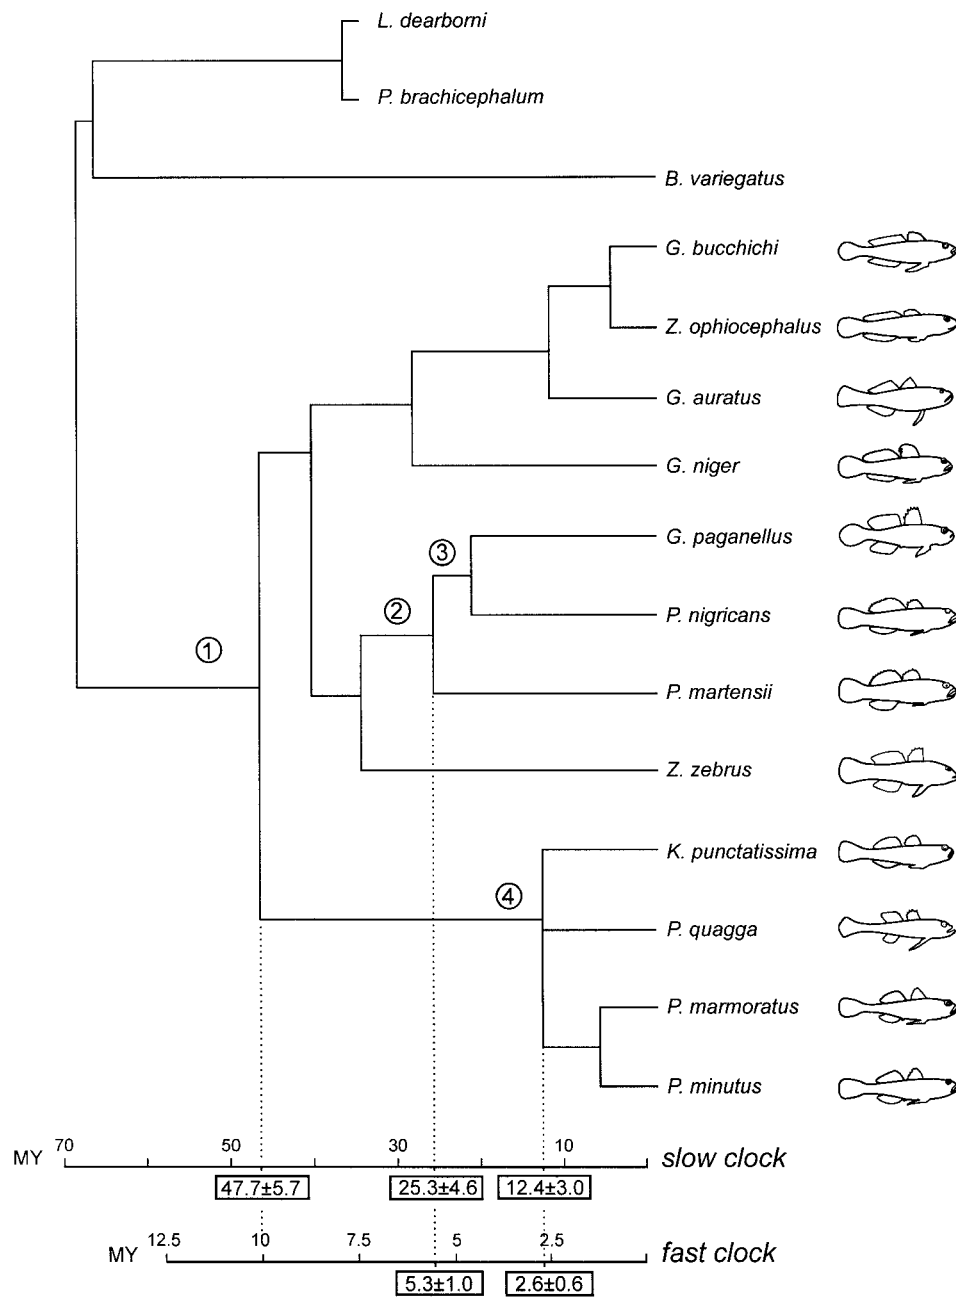 L. dearborni
P. brachicephalum
B. variegatus
G. bucchichi
Z. ophiocephalus
G. auratus
G. niger
G. paganellus
3
P. nigricans
2
1
P. martensii
Z. zebrus
K. punctatissima
4
P. quagga
P. marmoratus
P. minutus
MY 70 50 30 10 slow clock
47.7±5.7 25.3±4.6 12.4±3.0
MY 12.5 10 7.5 5 2.5 fast clock
5.3±1.0 2.6±0.6